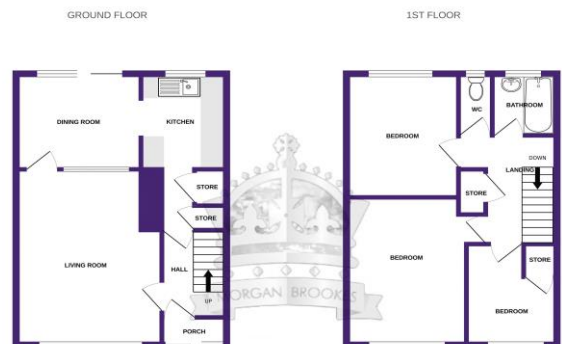 GROUND FLOOR
1ST FLOOR
DINING ROOM
KITCHEN
STORE
STORE
LIVING ROOM
HALL
UP
PORCH
BEDROOM
WC
BATHROOM
DOWN
LANDING
STORE
BEDROOM
STORE
BEDROOM
MORGAN BROOKES